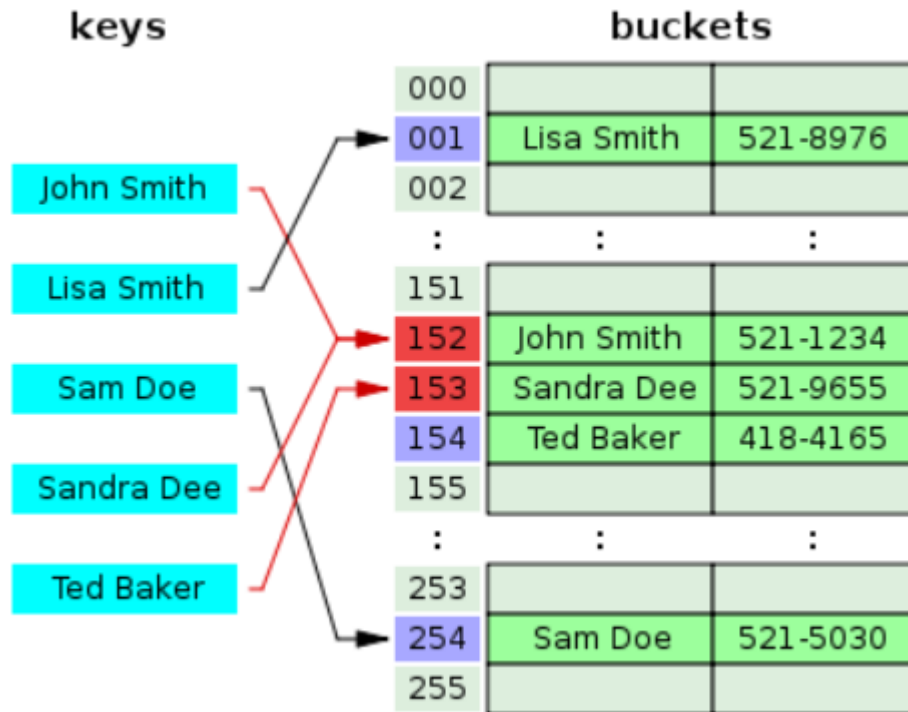 keys
buckets
000
001 Lisa Smith 521-8976
002
John Smith
: : :
Lisa Smith
151
152 John Smith 521-1234
Sam Doe
153 Sandra Dee 521-9655
154 Ted Baker 418-4165
Sandra Dee
155
: : :
Ted Baker
253
254 Sam Doe 521-5030
255